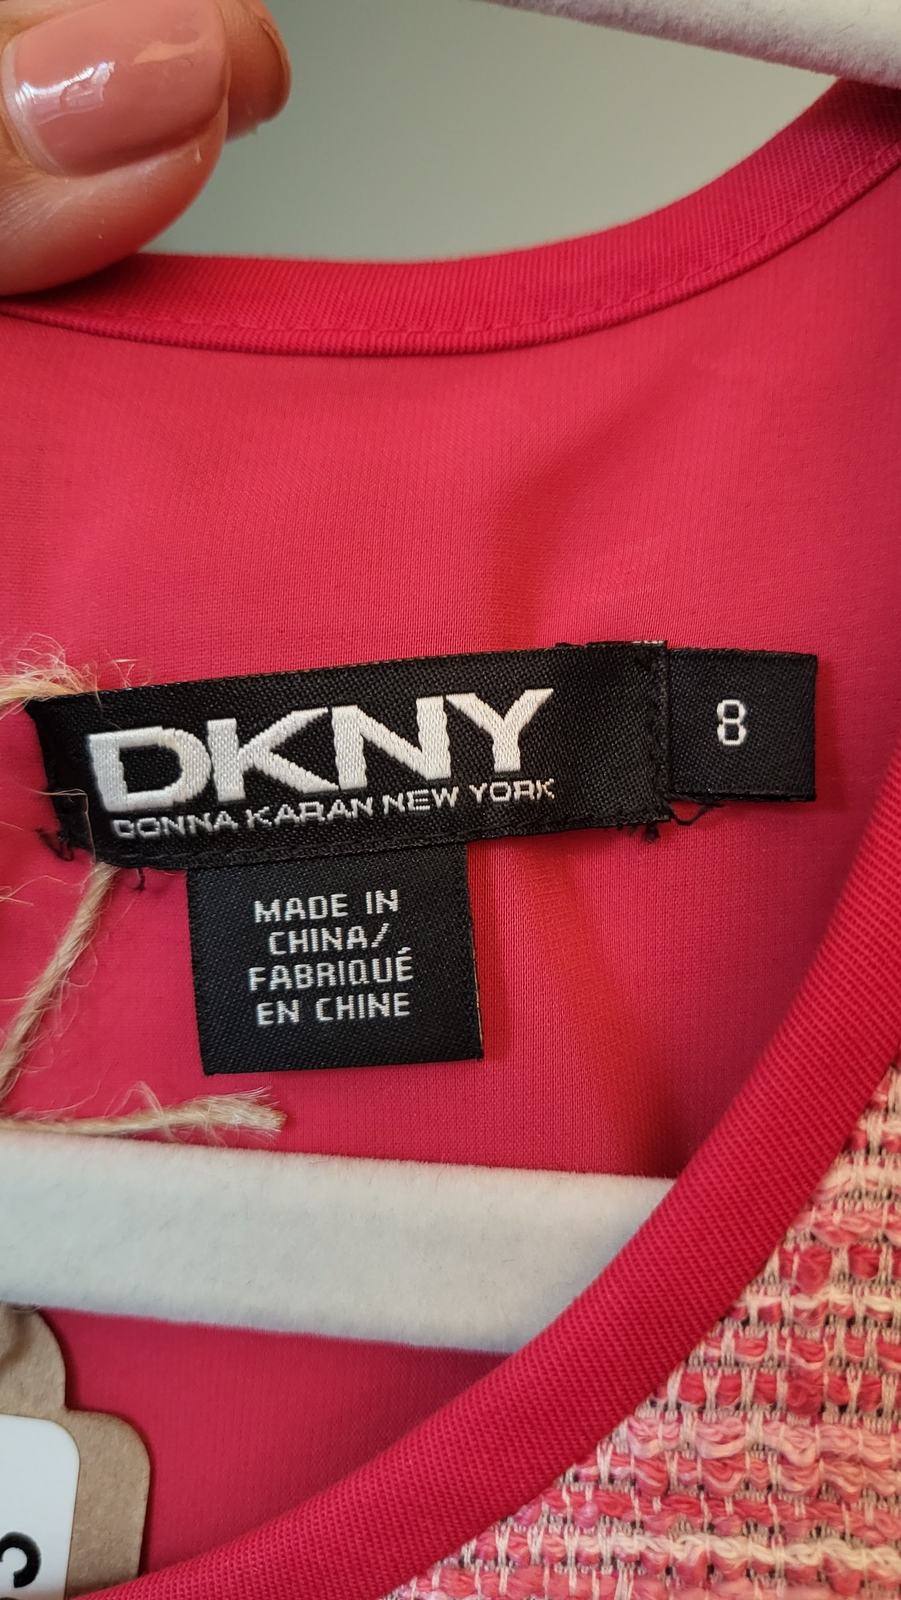 DKNY
DONNA KARAN NEW YORK
8
MADE IN
CHINA/
FABRIQUÉ
EN CHINE